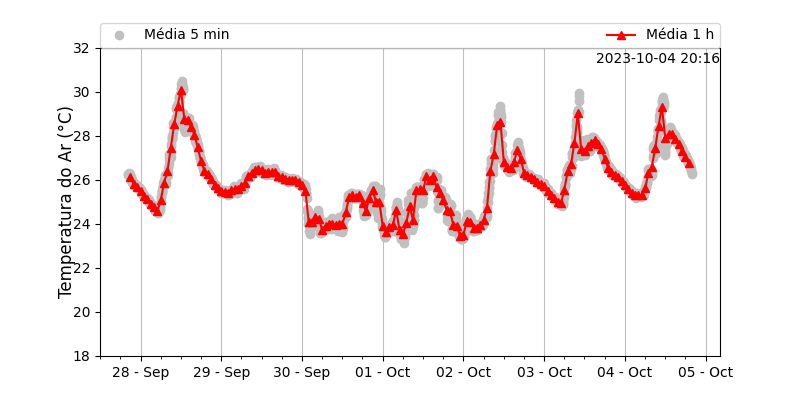 Média 5 min
Média 1 h
2023-10-04 20:16
Temperatura do Ar (°C)
32
30
28
26
24
22
20
18
28 - Sep
29 - Sep
30 - Sep
01 - Oct
02 - Oct
03 - Oct
04 - Oct
05 - Oct